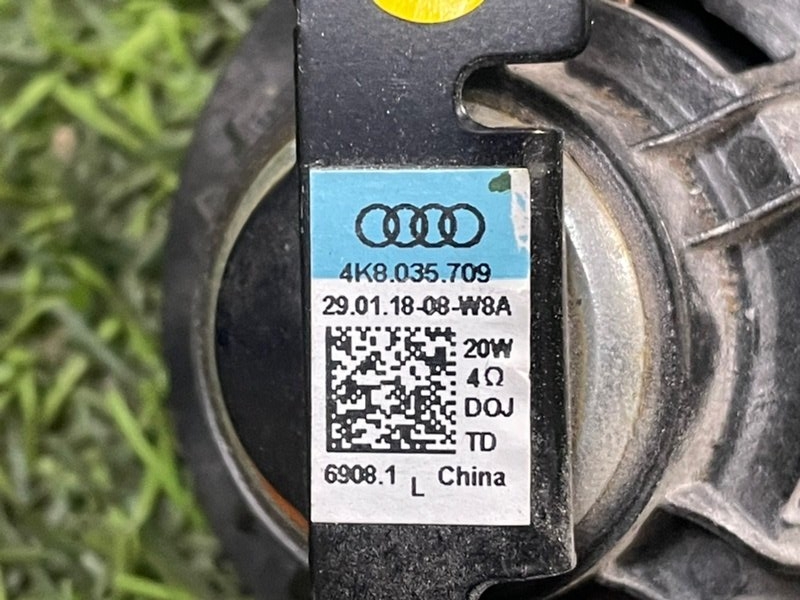 4K8.035.709
29.01.18-08-W8A
20W
4Ω
DOJ
TD
6908.1 L China